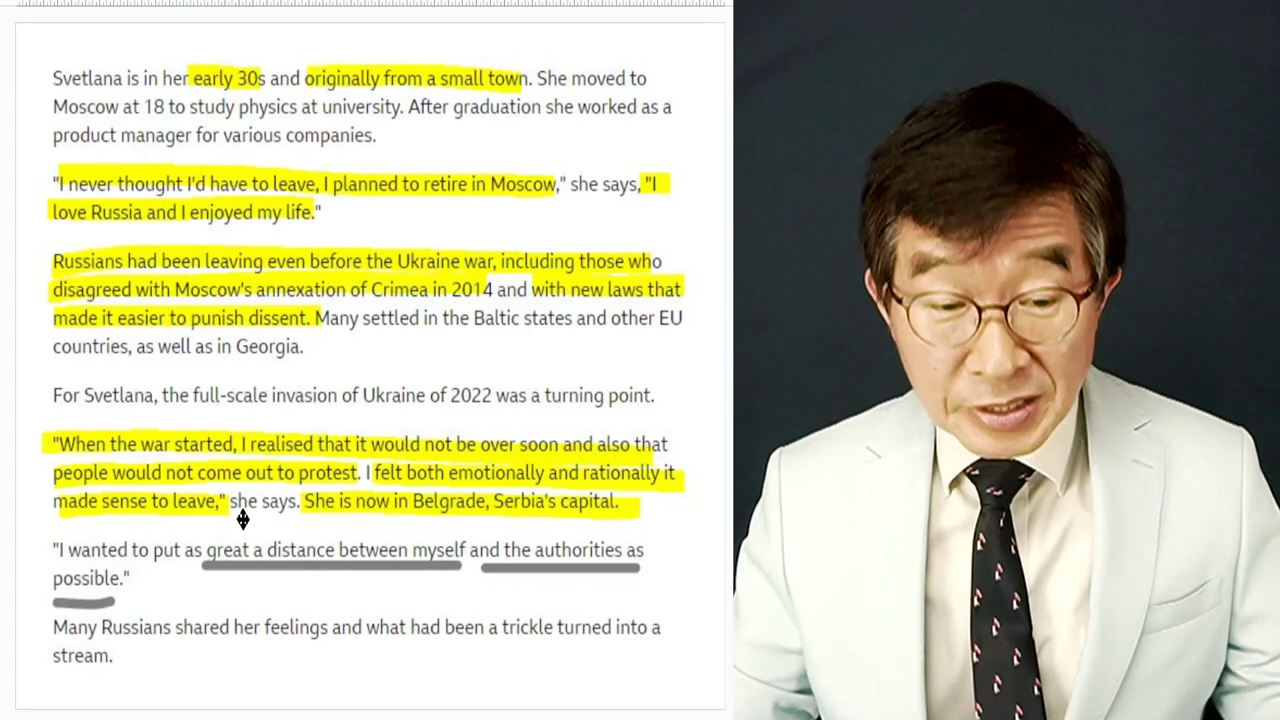 Svetlana is in her early 30s and originally from a small town. She moved to
Moscow at 18 to study physics at university. After graduation she worked as a
product manager for various companies.
"I never thought I'd have to leave, I planned to retire in Moscow," she says, "I
love Russia and I enjoyed my life."
Russians had been leaving even before the Ukraine war, including those who
disagreed with Moscow's annexation of Crimea in 2014 and with new laws that
made it easier to punish dissent. Many settled in the Baltic states and other EU
countries, as well as in Georgia.
For Svetlana, the full-scale invasion of Ukraine of 2022 was a turning point.
"When the war started, I realised that it would not be over soon and also that
people would not come out to protest. I felt both emotionally and rationally it
made sense to leave," she says. She is now in Belgrade, Serbia's capital.
"I wanted to put as great a distance between myself and the authorities as
possible."
Many Russians shared her feelings and what had been a trickle turned into a
stream.